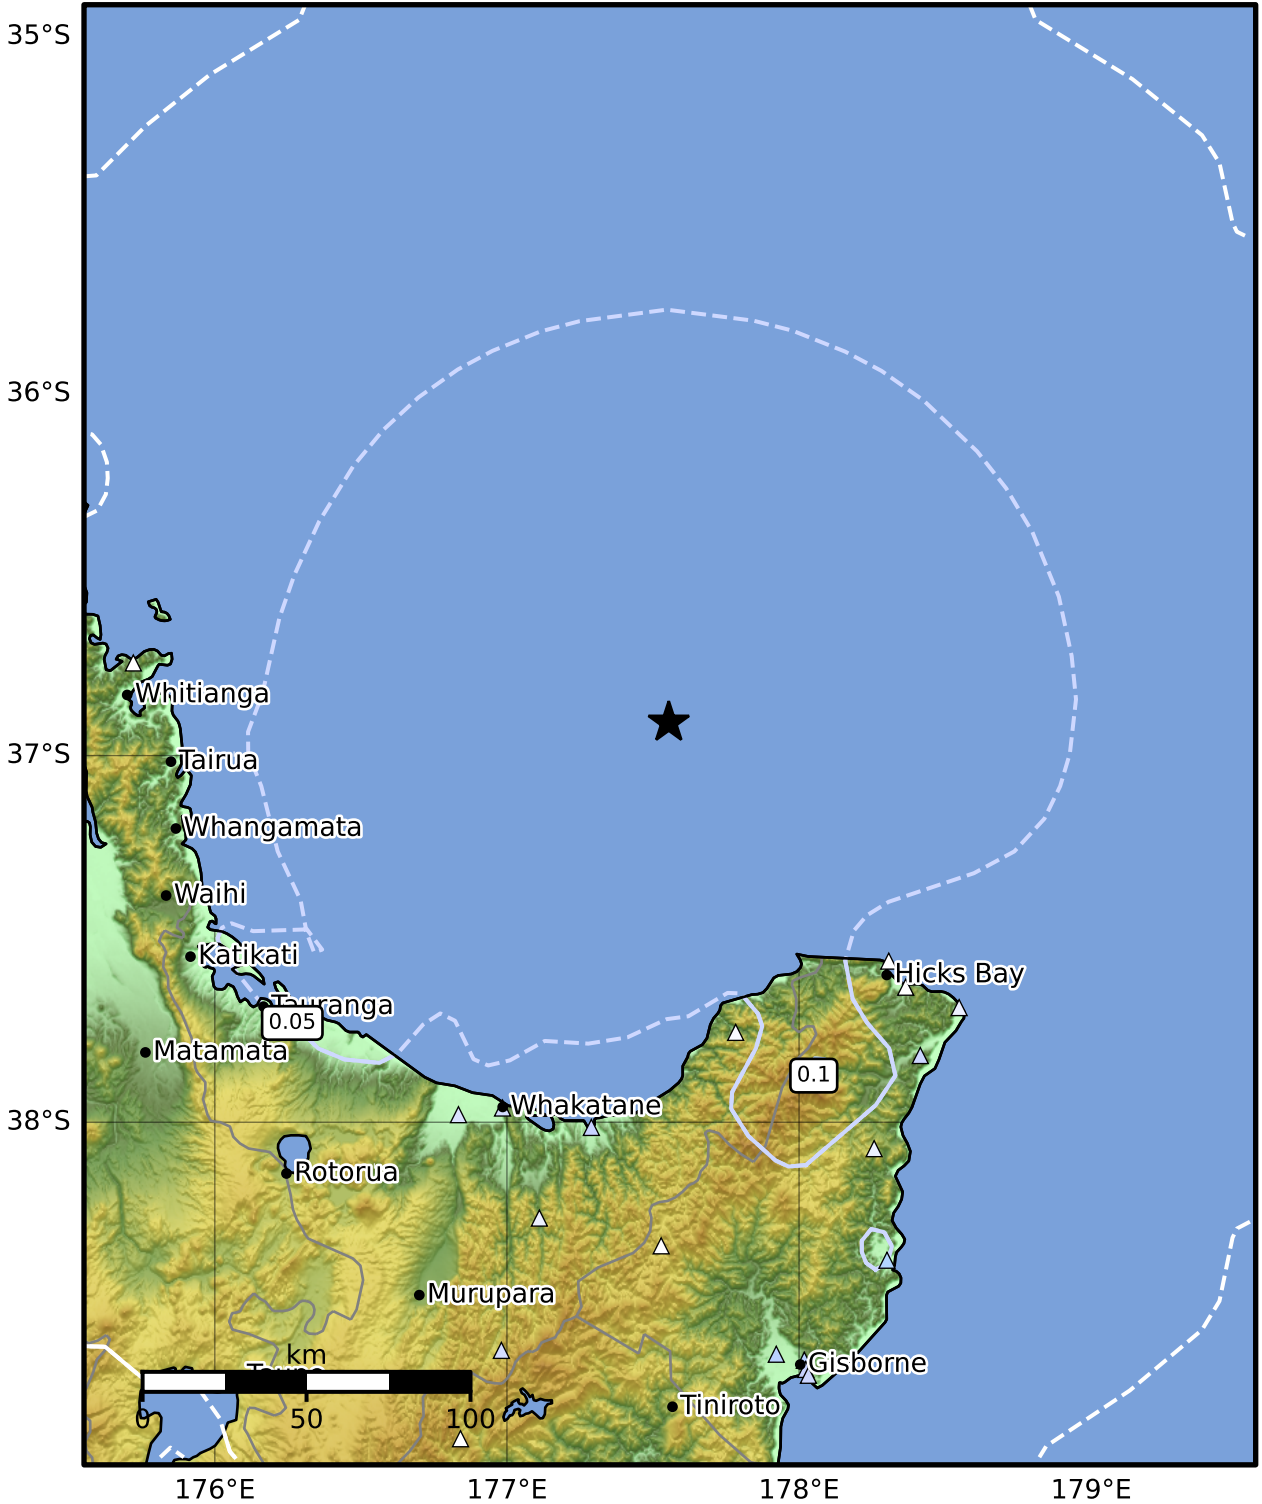 35°S
36°S
Whitianga
37°S
Tairua
Whangamata
Waihi
Katikati
Hicks Bay
Tauranga
0.05
Matamata
0.1
Whakatane
38°S
Rotorua
Murupara
km
Taupo
Gisborne
Tiniroto
0
50
100
176°E
177°E
178°E
179°E